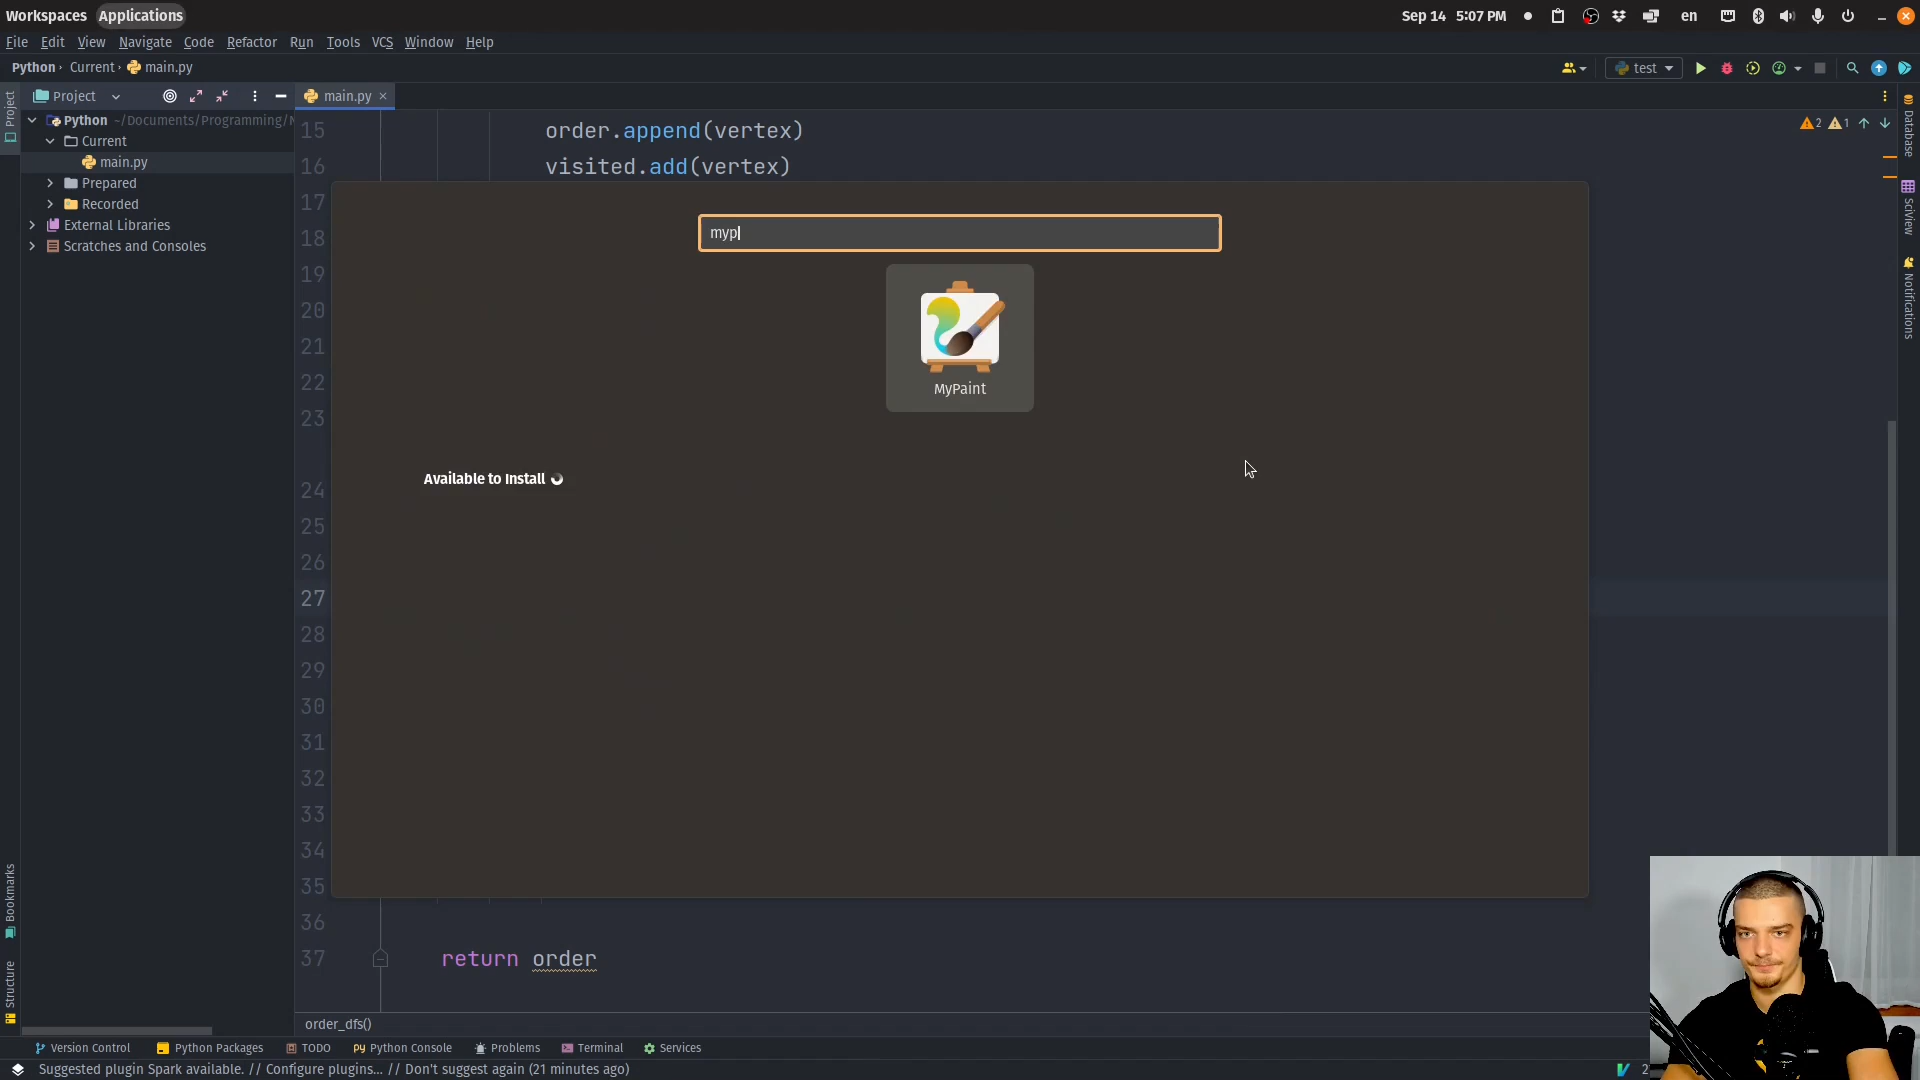 Workspaces Applications
Sep 14 5:07 PM
en
File Edit View Navigate Code Refactor Run Tools VCS Window Help
Python Current main.py
test
Project
main.py
Python ~/Documents/Programming/
Current
main.py
Prepared
Recorded
External Libraries
Scratches and Consoles
Project
Bookmarks
Structure
2 1
Database
SciView
Notifications
15 order.append(vertex)
16 visited.add(vertex)
17
18
19
20
21
22
23
24
25
26
27
28
29
30
31
32
33
34
35
36
37 return order
myp
MyPaint
Available to Install
order_dfs()
Version Control Python Packages TODO Python Console Problems Terminal Services
Suggested plugin Spark available. // Configure plugins... // Don't suggest again (21 minutes ago)